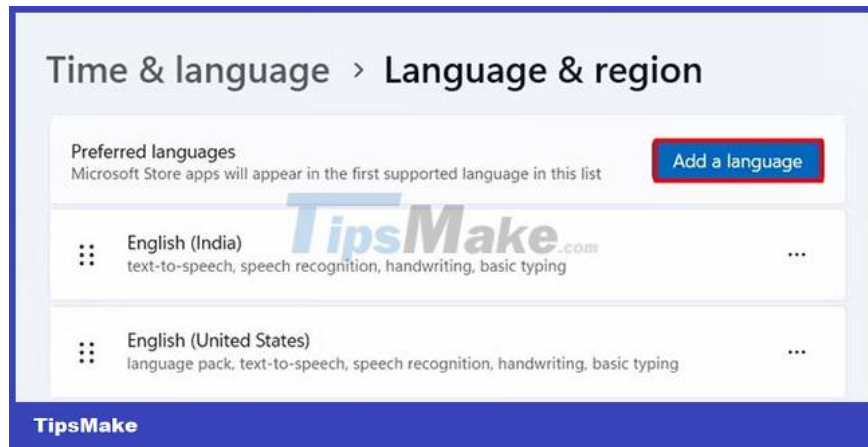 Time & language > Language & region
Preferred languages
Microsoft Store apps will appear in the first supported language in this list
Add a language
TipsMake.com
English (India)
text-to-speech, speech recognition, handwriting, basic typing
English (United States)
language pack, text-to-speech, speech recognition, handwriting, basic typing
TipsMake